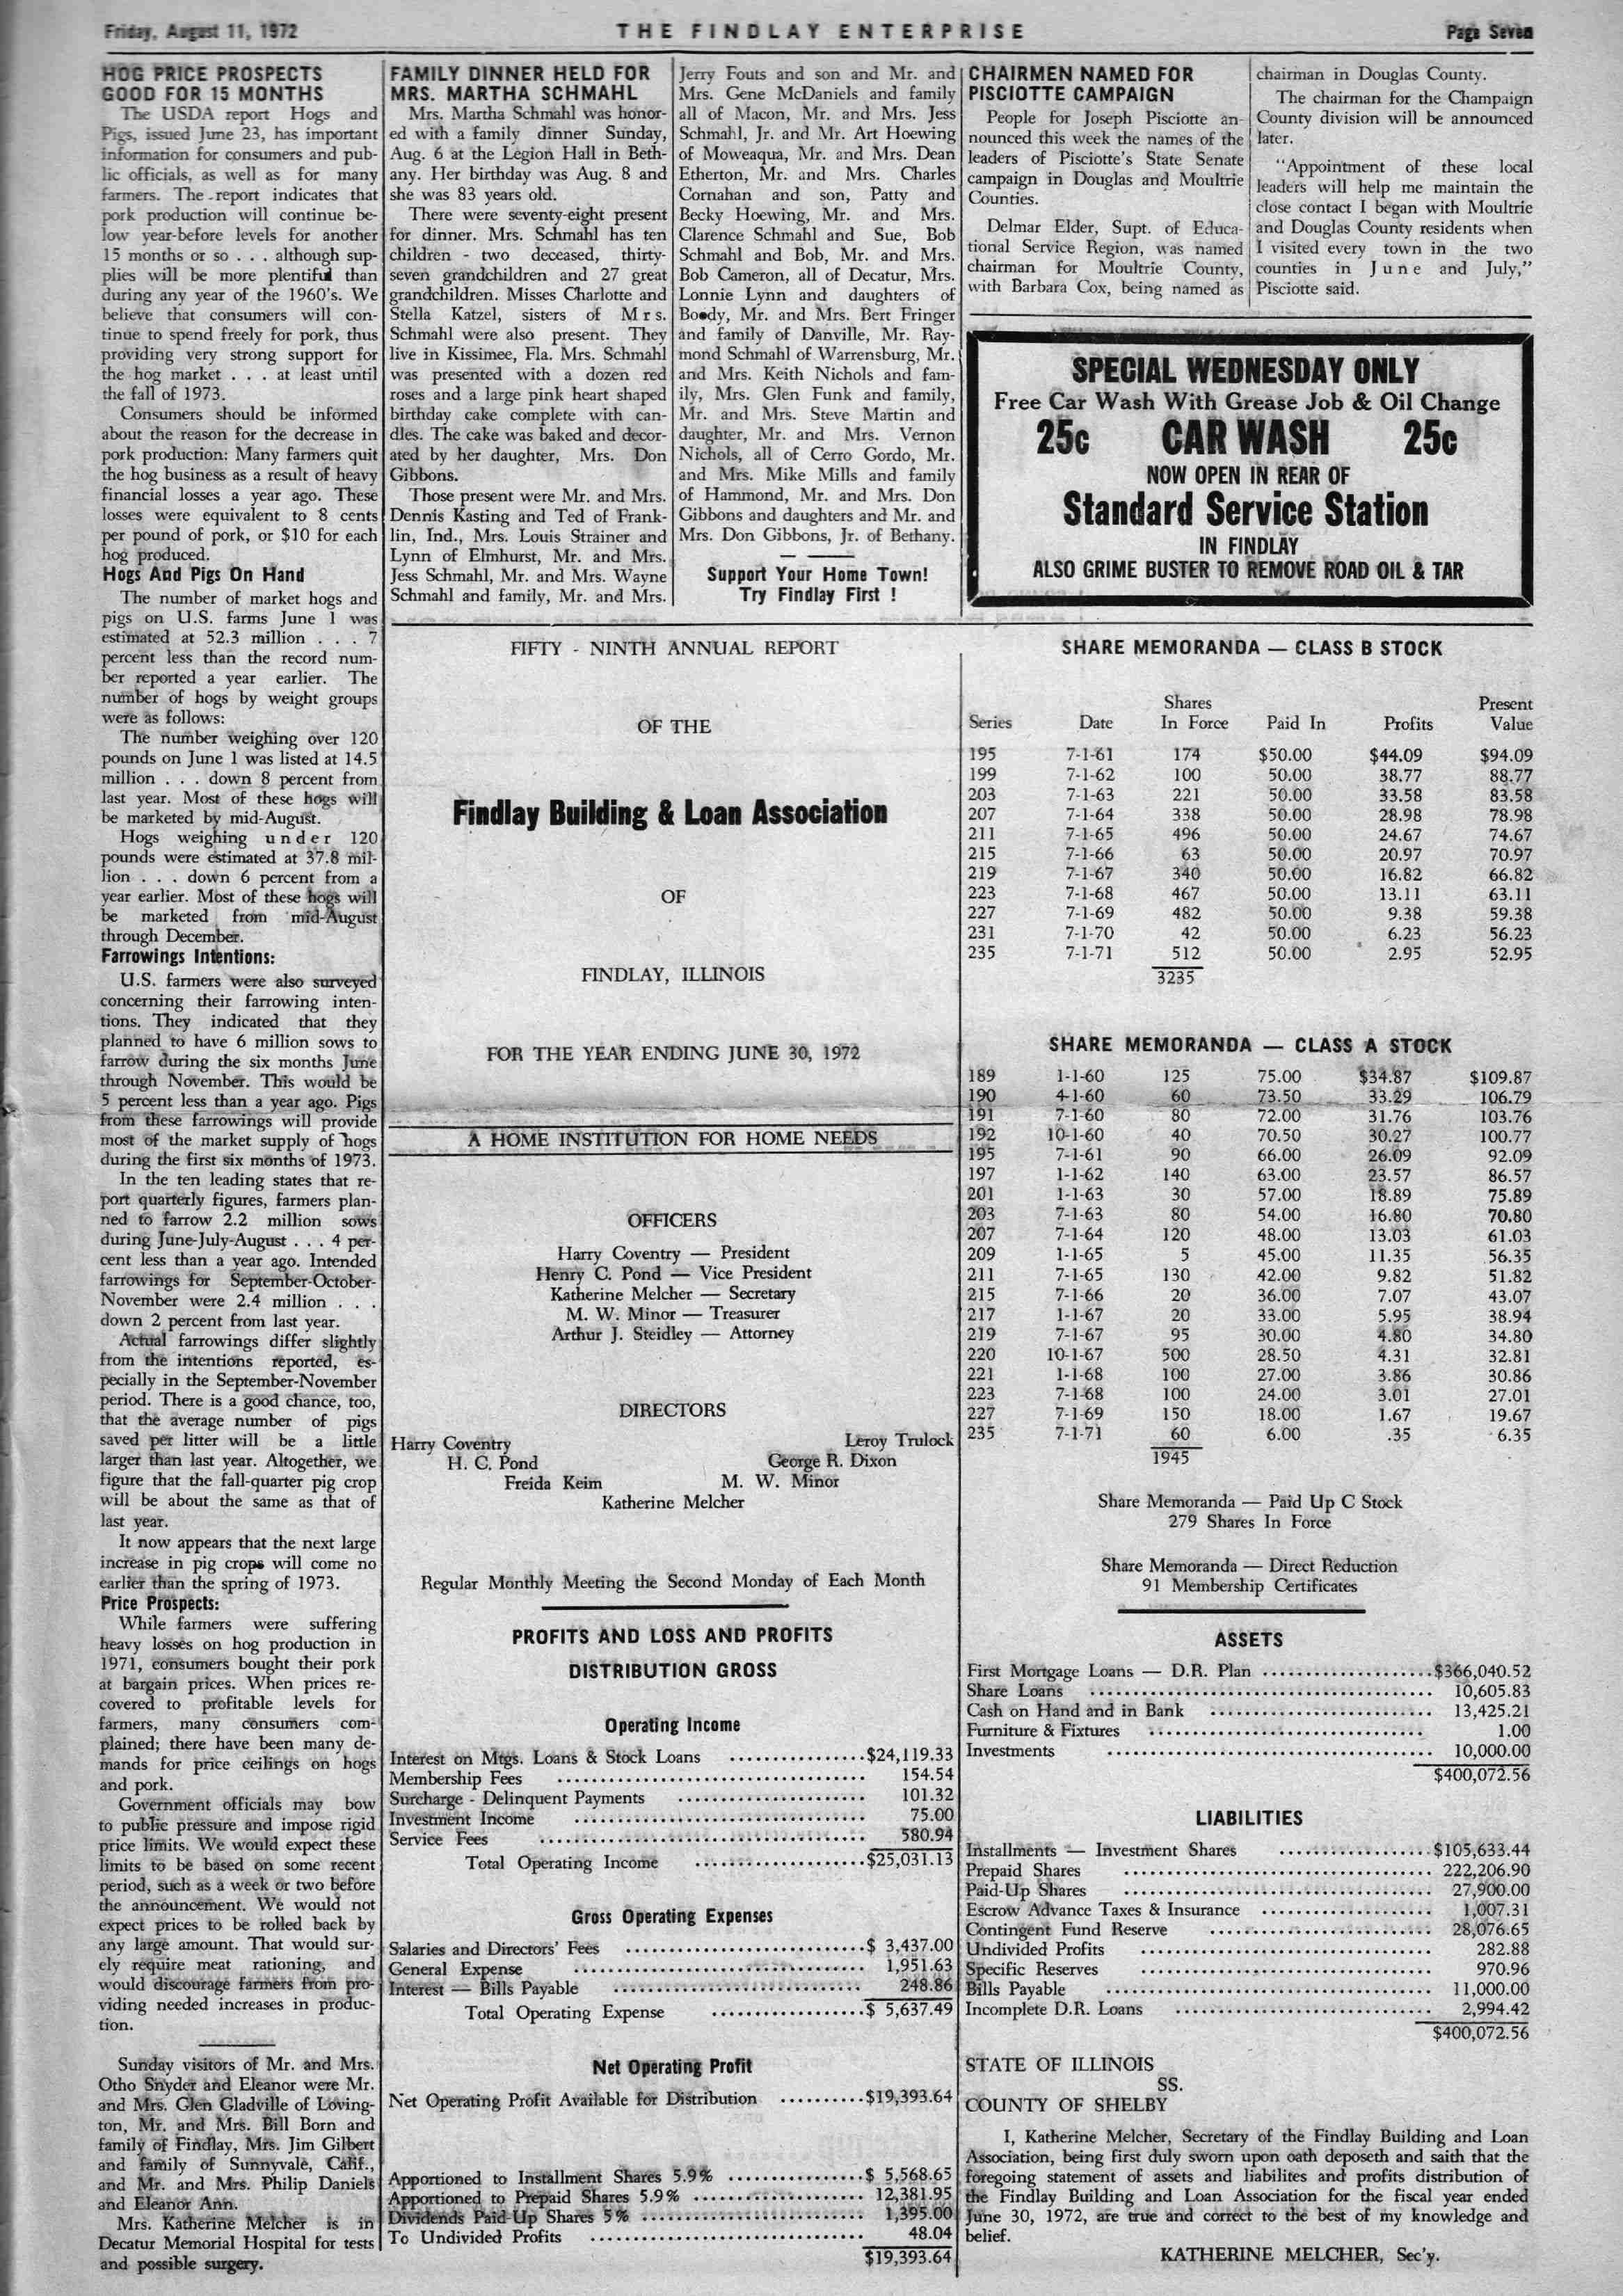 Friday, August 11, 1972
THE FINDLAY ENTERPRISE
Page Seven
HOG PRICE PROSPECTS
GOOD FOR 15 MONTHS
The USDA report Hogs and
Pigs, issued June 23, has important
information for consumers and pub-
lic officials, as well as for many
farmers. The report indicates that
pork production will continue be-
low year-before levels for another
15 months or so . . . although sup-
plies will be more plentiful than
during any year of the 1960's. We
believe that consumers will con-
tinue to spend freely for pork, thus
providing very strong support for
the hog market . . . at least until
the fall of 1973.
Consumers should be informed
about the reason for the decrease in
pork production: Many farmers quit
the hog business as a result of heavy
financial losses a year ago. These
losses were equivalent to 8 cents
per pound of pork, or $10 for each
hog produced.
Hogs And Pigs On Hand
The number of market hogs and
pigs on U.S. farms June 1 was
estimated at 52.3 million . . . 7
percent less than the record num-
ber reported a year earlier. The
number of hogs by weight groups
were as follows:
The number weighing over 120
pounds on June 1 was listed at 14.5
million . . . down 8 percent from
last year. Most of these hogs will
be marketed by mid-August.
Hogs weighing under 120
pounds were estimated at 37.8 mil-
lion . . . down 6 percent from a
year earlier. Most of these hogs will
be marketed from mid-August
through December.
Farrowings Intentions:
U.S. farmers were also surveyed
concerning their farrowing inten-
tions. They indicated that they
planned to have 6 million sows to
farrow during the six months June
through November. This would be
5 percent less than a year ago. Pigs
from these farrowings will provide
most of the market supply of hogs
during the first six months of 1973.
In the ten leading states that re-
port quarterly figures, farmers plan-
ned to farrow 2.2 million sows
during June-July-August . . . 4 per-
cent less than a year ago. Intended
farrowings for September-October-
November were 2.4 million . . .
down 2 percent from last year.
Actual farrowings differ slightly
from the intentions reported, es-
pecially in the September-November
period. There is a good chance, too,
that the average number of pigs
saved per litter will be a little
larger than last year. Altogether, we
figure that the fall-quarter pig crop
will be about the same as that of
last year.
It now appears that the next large
increase in pig crops will come no
earlier than the spring of 1973.
Price Prospects:
While farmers were suffering
heavy losses on hog production in
1971, consumers bought their pork
at bargain prices. When prices re-
covered to profitable levels for
farmers, many consumers com-
plained; there have been many de-
mands for price ceilings on hogs
and pork.
Government officials may bow
to public pressure and impose rigid
price limits. We would expect these
limits to be based on some recent
period, such as a week or two before
the announcement. We would not
expect prices to be rolled back by
any large amount. That would sur-
ely require meat rationing, and
would discourage farmers from pro-
viding needed increases in produc-
tion.
Sunday visitors of Mr. and Mrs.
Otho Snyder and Eleanor were Mr.
and Mrs. Glen Gladville of Loving-
ton, Mr. and Mrs. Bill Born and
family of Findlay, Mrs. Jim Gilbert
and family of Sunnyvale, Calif.,
and Mr. and Mrs. Philip Daniels
and Eleanor Ann.
Mrs. Katherine Melcher is in
Decatur Memorial Hospital for tests
and possible surgery.
FAMILY DINNER HELD FOR
MRS. MARTHA SCHMAHL
Mrs. Martha Schmahl was honor-
ed with a family dinner Sunday,
Aug. 6 at the Legion Hall in Beth-
any. Her birthday was Aug. 8 and
she was 83 years old.
There were seventy-eight present
for dinner. Mrs. Schmahl has ten
children - two deceased, thirty-
seven grandchildren and 27 great
grandchildren. Misses Charlotte and
Stella Katzel, sisters of Mrs.
Schmahl were also present. They
live in Kissimee, Fla. Mrs. Schmahl
was presented with a dozen red
roses and a large pink heart shaped
birthday cake complete with can-
dles. The cake was baked and decor-
ated by her daughter, Mrs. Don
Gibbons.
Those present were Mr. and Mrs.
Dennis Kasting and Ted of Frank-
lin, Ind., Mrs. Louis Strainer and
Lynn of Elmhurst, Mr. and Mrs.
Jess Schmahl, Mr. and Mrs. Wayne
Schmahl and family, Mr. and Mrs.
Jerry Fouts and son and Mr. and
Mrs. Gene McDaniels and family
all of Macon, Mr. and Mrs. Jess
Schmahl, Jr. and Mr. Art Hoewing
of Moweaqua, Mr. and Mrs. Dean
Etherton, Mr. and Mrs. Charles
Cornahan and son, Patty and
Becky Hoewing, Mr. and Mrs.
Clarence Schmahl and Sue, Bob
Schmahl and Bob, Mr. and Mrs.
Bob Cameron, all of Decatur, Mrs.
Lonnie Lynn and daughters of
Boody, Mr. and Mrs. Bert Fringer
and family of Danville, Mr. Ray-
mond Schmahl of Warrensburg, Mr.
and Mrs. Keith Nichols and fam-
ily, Mrs. Glen Funk and family,
Mr. and Mrs. Steve Martin and
daughter, Mr. and Mrs. Vernon
Nichols, all of Cerro Gordo, Mr.
and Mrs. Mike Mills and family
of Hammond, Mr. and Mrs. Don
Gibbons and daughters and Mr. and
Mrs. Don Gibbons, Jr. of Bethany.
Support Your Home Town!
Try Findlay First !
CHAIRMEN NAMED FOR
PISCIOTTE CAMPAIGN
People for Joseph Pisciotte an-
nounced this week the names of the
leaders of Pisciotte's State Senate
campaign in Douglas and Moultrie
Counties.
Delmar Elder, Supt. of Educa-
tional Service Region, was named
chairman for Moultrie County,
with Barbara Cox, being named as
chairman in Douglas County.
The chairman for the Champaign
County division will be announced
later.
"Appointment of these local
leaders will help me maintain the
close contact I began with Moultrie
and Douglas County residents when
I visited every town in the two
counties in June and July,"
Pisciotte said.
SPECIAL WEDNESDAY ONLY
Free Car Wash With Grease Job & Oil Change
25c CAR WASH 25c
NOW OPEN IN REAR OF
Standard Service Station
IN FINDLAY
ALSO GRIME BUSTER TO REMOVE ROAD OIL & TAR
FIFTY - NINTH ANNUAL REPORT
OF THE
Findlay Building & Loan Association
OF
FINDLAY, ILLINOIS
FOR THE YEAR ENDING JUNE 30, 1972
A HOME INSTITUTION FOR HOME NEEDS
OFFICERS
Harry Coventry — President
Henry C. Pond — Vice President
Katherine Melcher — Secretary
M. W. Minor — Treasurer
Arthur J. Steidley — Attorney
DIRECTORS
Harry Coventry Leroy Trulock
H. C. Pond George R. Dixon
Freida Keim M. W. Minor
Katherine Melcher
Regular Monthly Meeting the Second Monday of Each Month
PROFITS AND LOSS AND PROFITS
DISTRIBUTION GROSS
Operating Income
Interest on Mtgs. Loans & Stock Loans ................$24,119.33
Membership Fees ................ 154.54
Surcharge - Delinquent Payments ................ 101.32
Investment Income ................ 75.00
Service Fees ................ 580.94
Total Operating Income ................$25,031.13
Gross Operating Expenses
Salaries and Directors' Fees ................$ 3,437.00
General Expense ................ 1,951.63
Interest — Bills Payable ................ 248.86
Total Operating Expense ................$ 5,637.49
Net Operating Profit
Net Operating Profit Available for Distribution ..........$19,393.64
Apportioned to Installment Shares 5.9% ................$ 5,568.65
Apportioned to Prepaid Shares 5.9% ................ 12,381.95
Dividends Paid-Up Shares 5% ................ 1,395.00
To Undivided Profits ................ 48.04
$19,393.64
SHARE MEMORANDA — CLASS B STOCK
Shares Present
Series Date In Force Paid In Profits Value
195 7-1-61 174 $50.00 $44.09 $94.09
199 7-1-62 100 50.00 38.77 88.77
203 7-1-63 221 50.00 33.58 83.58
207 7-1-64 338 50.00 28.98 78.98
211 7-1-65 496 50.00 24.67 74.67
215 7-1-66 63 50.00 20.97 70.97
219 7-1-67 340 50.00 16.82 66.82
223 7-1-68 467 50.00 13.11 63.11
227 7-1-69 482 50.00 9.38 59.38
231 7-1-70 42 50.00 6.23 56.23
235 7-1-71 512 50.00 2.95 52.95
3235
SHARE MEMORANDA — CLASS A STOCK
189 1-1-60 125 75.00 $34.87 $109.87
190 4-1-60 60 73.50 33.29 106.79
191 7-1-60 80 72.00 31.76 103.76
192 10-1-60 40 70.50 30.27 100.77
195 7-1-61 90 66.00 26.09 92.09
197 1-1-62 140 63.00 23.57 86.57
201 1-1-63 30 57.00 18.89 75.89
203 7-1-63 80 54.00 16.80 70.80
207 7-1-64 120 48.00 13.03 61.03
209 1-1-65 5 45.00 11.35 56.35
211 7-1-65 130 42.00 9.82 51.82
215 7-1-66 20 36.00 7.07 43.07
217 1-1-67 20 33.00 5.95 38.94
219 7-1-67 95 30.00 4.80 34.80
220 10-1-67 500 28.50 4.31 32.81
221 1-1-68 100 27.00 3.86 30.86
223 7-1-68 100 24.00 3.01 27.01
227 7-1-69 150 18.00 1.67 19.67
235 7-1-71 60 6.00 .35 6.35
1945
Share Memoranda — Paid Up C Stock
279 Shares In Force
Share Memoranda — Direct Reduction
91 Membership Certificates
ASSETS
First Mortgage Loans — D.R. Plan ................$366,040.52
Share Loans ................ 10,605.83
Cash on Hand and in Bank ................ 13,425.21
Furniture & Fixtures ................ 1.00
Investments ................ 10,000.00
$400,072.56
LIABILITIES
Installments — Investment Shares ................$105,633.44
Prepaid Shares ................ 222,206.90
Paid-Up Shares ................ 27,900.00
Escrow Advance Taxes & Insurance ................ 1,007.31
Contingent Fund Reserve ................ 28,076.65
Undivided Profits ................ 282.88
Specific Reserves ................ 970.96
Bills Payable ................ 11,000.00
Incomplete D.R. Loans ................ 2,994.42
$400,072.56
STATE OF ILLINOIS
SS.
COUNTY OF SHELBY
I, Katherine Melcher, Secretary of the Findlay Building and Loan
Association, being first duly sworn upon oath deposeth and saith that the
foregoing statement of assets and liabilites and profits distribution of
the Findlay Building and Loan Association for the fiscal year ended
June 30, 1972, are true and correct to the best of my knowledge and
belief.
KATHERINE MELCHER, Sec'y.